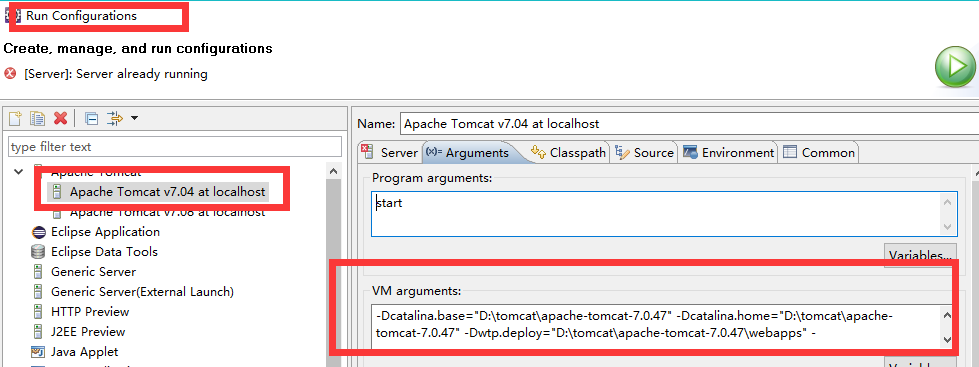 Run Configurations
Create, manage, and run configurations
[Server]: Server already running
type filter text
Apache Tomcat
Apache Tomcat v7.04 at localhost
Apache Tomcat v7.08 at localhost
Eclipse Application
Eclipse Data Tools
Generic Server
Generic Server(External Launch)
HTTP Preview
J2EE Preview
Java Applet
Name: Apache Tomcat v7.04 at localhost
Server (x)= Arguments Classpath Source Environment Common
Program arguments:
start
Variables...
VM arguments:
-Dcatalina.base="D:\tomcat\apache-tomcat-7.0.47" -Dcatalina.home="D:\tomcat\apache-
tomcat-7.0.47" -Dwtp.deploy="D:\tomcat\apache-tomcat-7.0.47\webapps" -